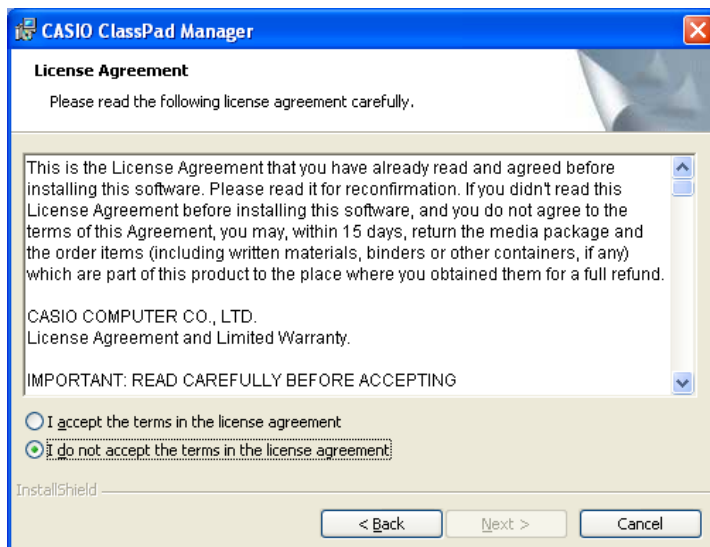 CASIO ClassPad Manager
License Agreement
Please read the following license agreement carefully.
This is the License Agreement that you have already read and agreed before
installing this software. Please read it for reconfirmation. If you didn't read this
License Agreement before installing this software, and you do not agree to the
terms of this Agreement, you may, within 15 days, return the media package and
the order items (including written materials, binders or other containers, if any)
which are part of this product to the place where you obtained them for a full refund.
CASIO COMPUTER CO., LTD.
License Agreement and Limited Warranty.
IMPORTANT: READ CAREFULLY BEFORE ACCEPTING
I accept the terms in the license agreement
I do not accept the terms in the license agreement
InstallShield
< Back Next > Cancel